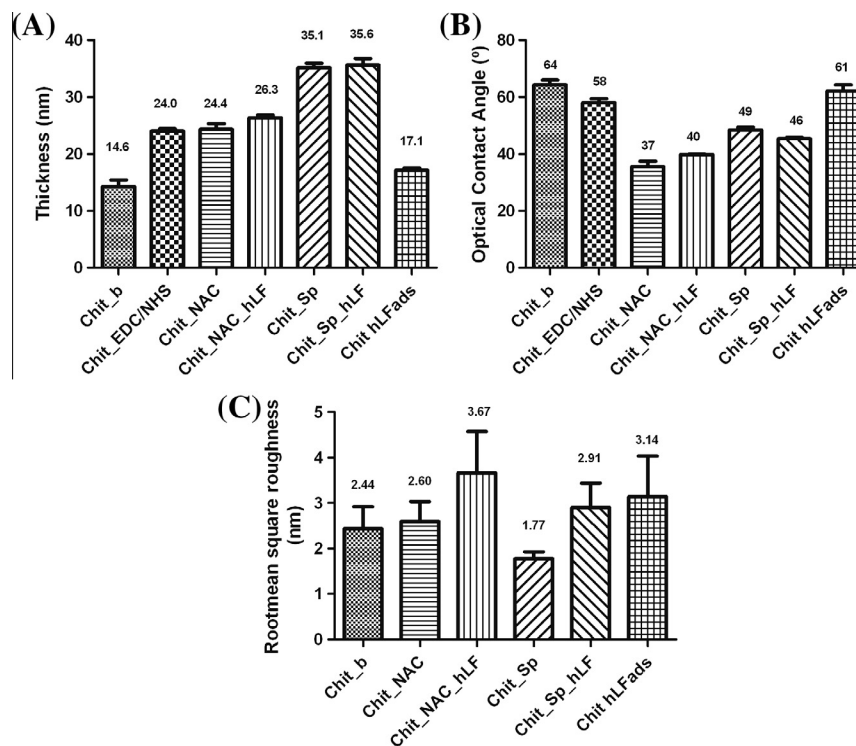 (A)
Thickness (nm)
40
30
20
10
0
14.6
24.0
24.4
26.3
35.1
35.6
17.1
Chit_b
Chit_EDC/NHS
Chit_NAC
Chit_NAC_hLF
Chit_Sp
Chit_Sp_hLF
Chit hLFads
(B)
Optical Contact Angle (º)
80
60
40
20
0
64
58
37
40
49
46
61
Chit_b
Chit_EDC/NHS
Chit_NAC
Chit_NAC_hLF
Chit_Sp
Chit_Sp_hLF
Chit hLFads
(C)
Rootmean square roughness
(nm)
5
4
3
2
1
0
2.44
2.60
3.67
1.77
2.91
3.14
Chit_b
Chit_NAC
Chit_NAC_hLF
Chit_Sp
Chit_Sp_hLF
Chit hLFads